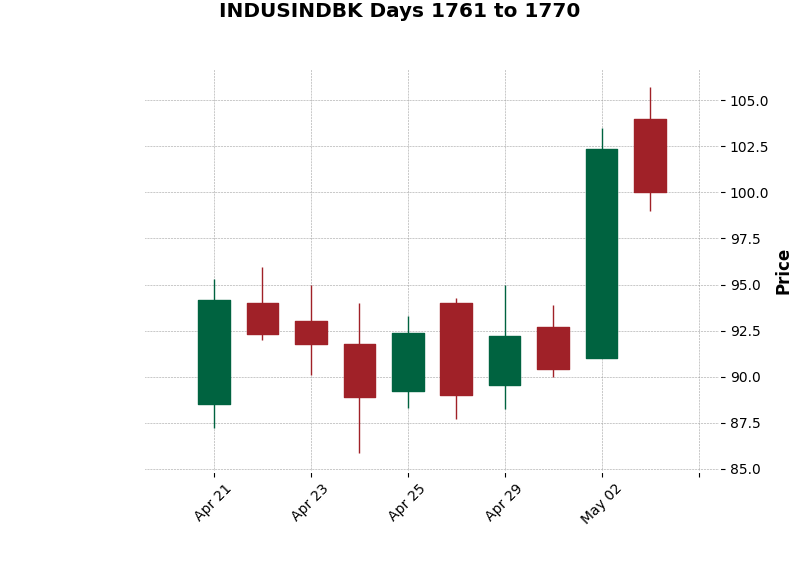 INDUSINDBK Days 1761 to 1770
105.0
102.5
100.0
97.5
95.0
92.5
90.0
87.5
85.0
Price
Apr 21
Apr 23
Apr 25
Apr 29
May 02